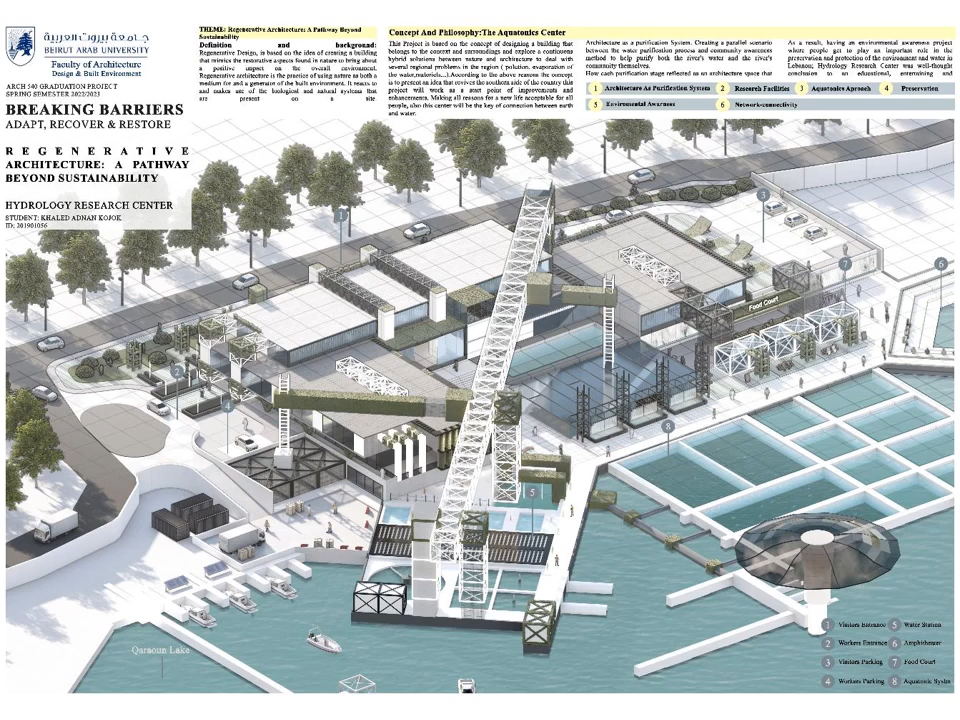 جامعة بيروت العربية
BEIRUT ARAB UNIVERSITY
Faculty of Architecture
Design & Built Environment
ARCH 540 GRADUATION PROJECT
SPRING SEMESTER 2022/2023
BREAKING BARRIERS
ADAPT, RECOVER & RESTORE
REGENERATIVE
ARCHITECTURE: A PATHWAY
BEYOND SUSTAINABILITY
HYDROLOGY RESEARCH CENTER
STUDENT: KHALED ADNAN KOJOK
ID: 201901056
THEME: Regenerative Architecture: A Pathway Beyond
Sustainability
Definition and background:
Regenerative Design, is based on the idea of creating a building
that mimics the restorative aspects found in nature to bring about
a positive aspect on the overall environment.
Regenerative architecture is the practice of using nature as both a
medium for and a generator of the built environment. It reacts to
and makes use of the biological and natural systems that
are present on a site.
Concept And Philosophy:The Aquatonics Center
This Project is based on the concept of designing a building that
belongs to the context and surroundings and explore a continous
hybrid solutions between nature and architecture to deal with
several regional problems in the region ( pollution, evaporation of
the water,materials...).According to the above reasons the concept
is to present an idea that revives the southern side of the country this
project will work as a start point of improvements and
enhancements. Making all reasons for a new life acceptable for all
people, also this center will be the key of connection between earth
and water.
Architecture as a purification System. Creating a parallel scenario
between the water purification process and community awareness
method to help purify both the river's water and the river's
community themselves.
How each purification stage reflected as an architecture space that
As a result, having an environmental awareness project
where people get to play an important role in the
preservation and protection of the environment and water in
Lebanon; Hydrology Research Center was well-thought
conclusion to an educational, entertaining and
1 Architecture As Purification System 2 Research Facilities 3 Aquatonics Aproach 4 Preservation
5 Environmental Awarness 6 Network-connectivity
1
3
7
6
Food Court
2
4
8
5
Qaraoun Lake
1 Visitors Entrance 5 Water Station
2 Workers Entrance 6 Amphitheater
3 Visitors Parking 7 Food Court
4 Workers Parking 8 Aquatonic System